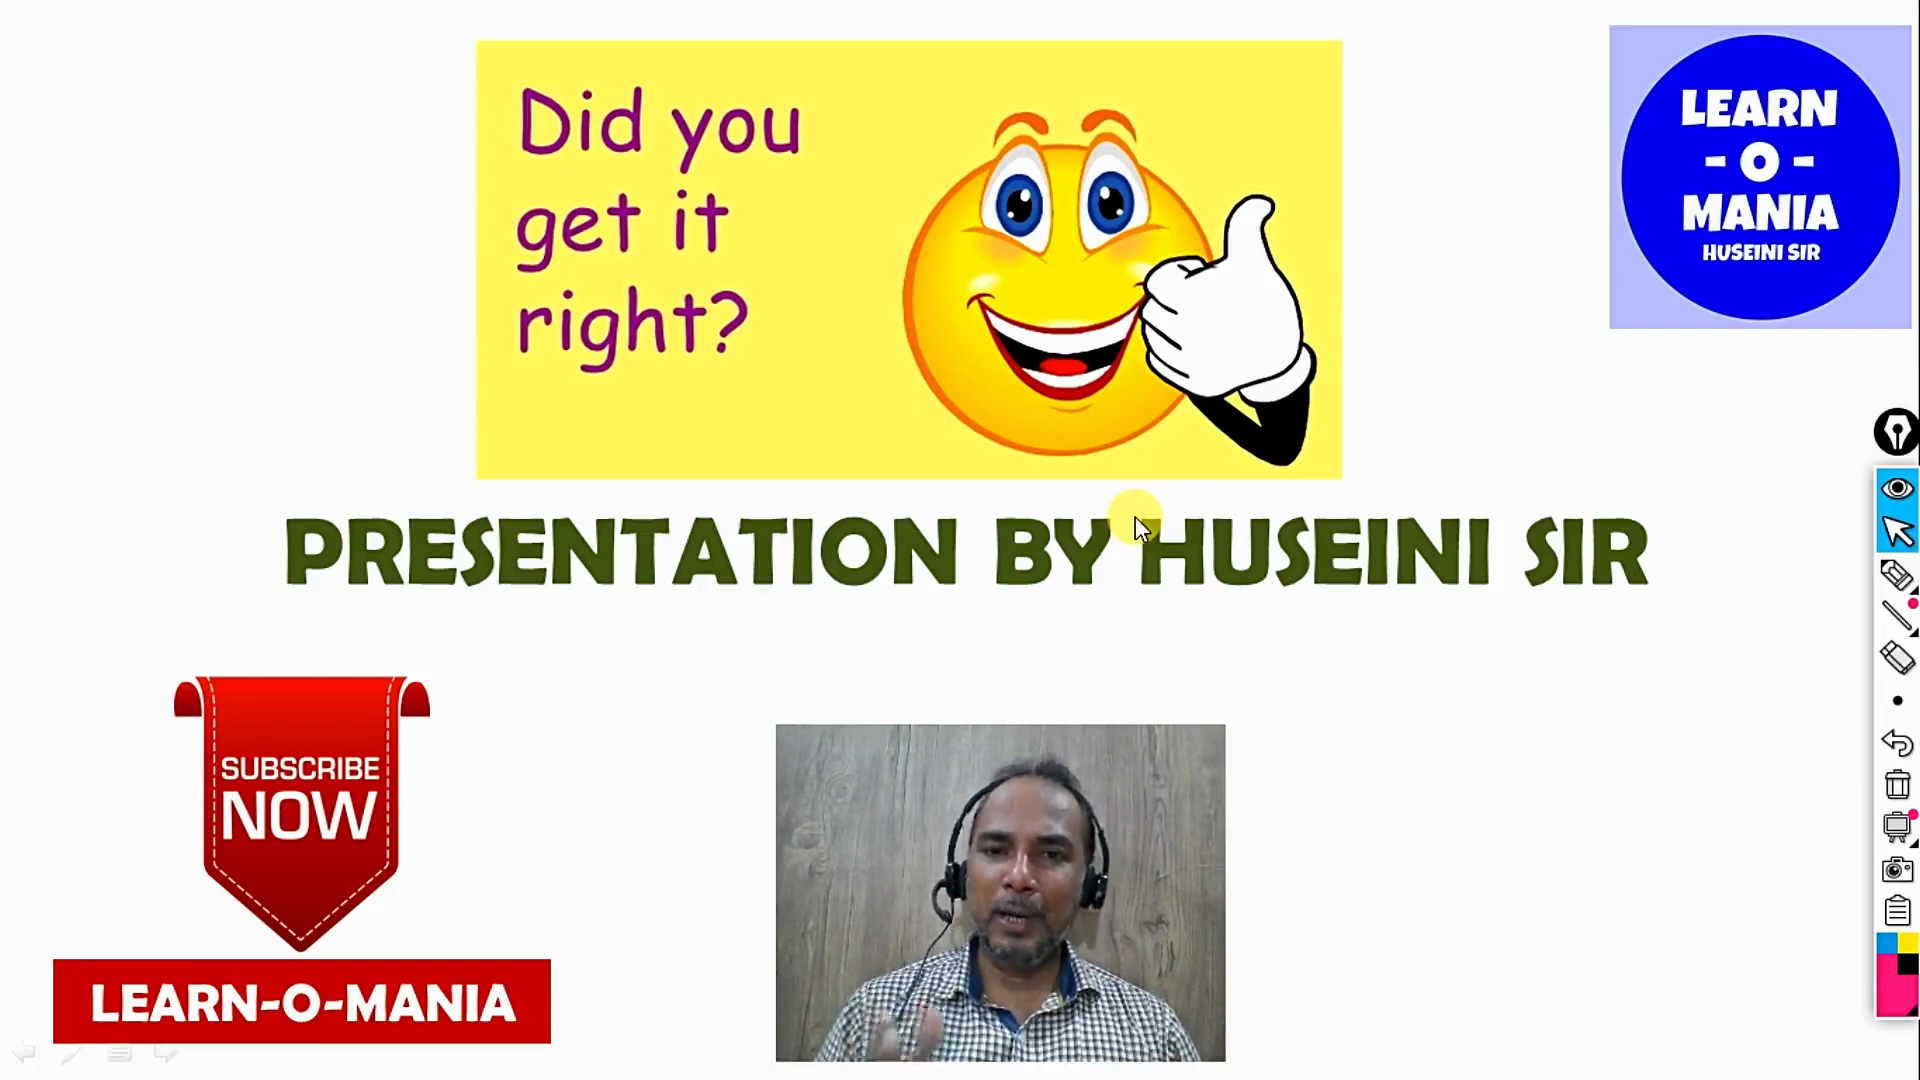 Did you
get it
right?
LEARN
- O -
MANIA
HUSEINI SIR
PRESENTATION BY HUSEINI SIR
SUBSCRIBE
NOW
LEARN-O-MANIA